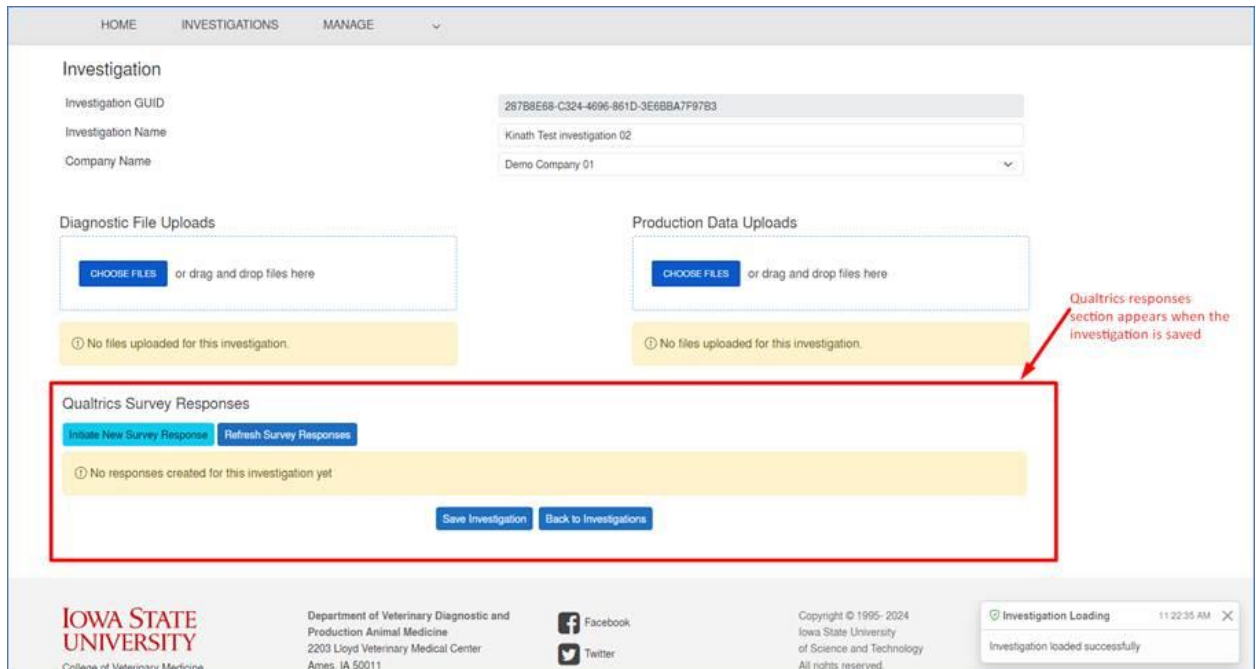 HOME INVESTIGATIONS MANAGE
Investigation
Investigation GUID
287B8E68-C324-4696-861D-3E6BBA7F97B3
Investigation Name
Kinath Test investigation 02
Company Name
Demo Company 01
Diagnostic File Uploads
CHOOSE FILES or drag and drop files here
No files uploaded for this investigation.
Production Data Uploads
CHOOSE FILES or drag and drop files here
No files uploaded for this investigation.
Qualtrics responses
section appears when the
investigation is saved
Qualtrics Survey Responses
Initiate New Survey Response Refresh Survey Responses
No responses created for this investigation yet
Save Investigation Back to Investigations
IOWA STATE
UNIVERSITY
College of Veterinary Medicine
Department of Veterinary Diagnostic and
Production Animal Medicine
2203 Lloyd Veterinary Medical Center
Ames, IA 50011
Facebook
Twitter
Copyright © 1995- 2024
Iowa State University
of Science and Technology
All rights reserved.
Investigation Loading 11:22:35 AM
Investigation loaded successfully